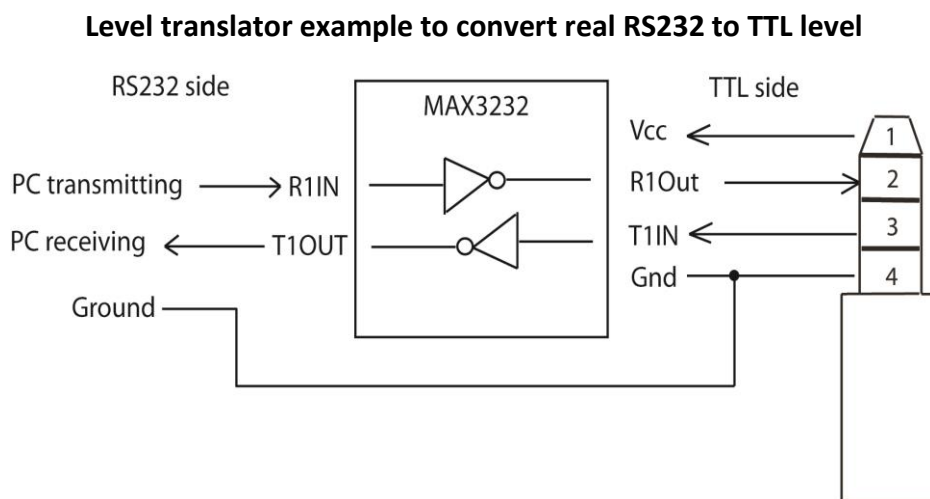 Level translator example to convert real RS232 to TTL level
RS232 side
MAX3232
TTL side
Vcc
1
PC transmitting
R1IN
R1Out
2
PC receiving
T1OUT
T1IN
3
Gnd
4
Ground